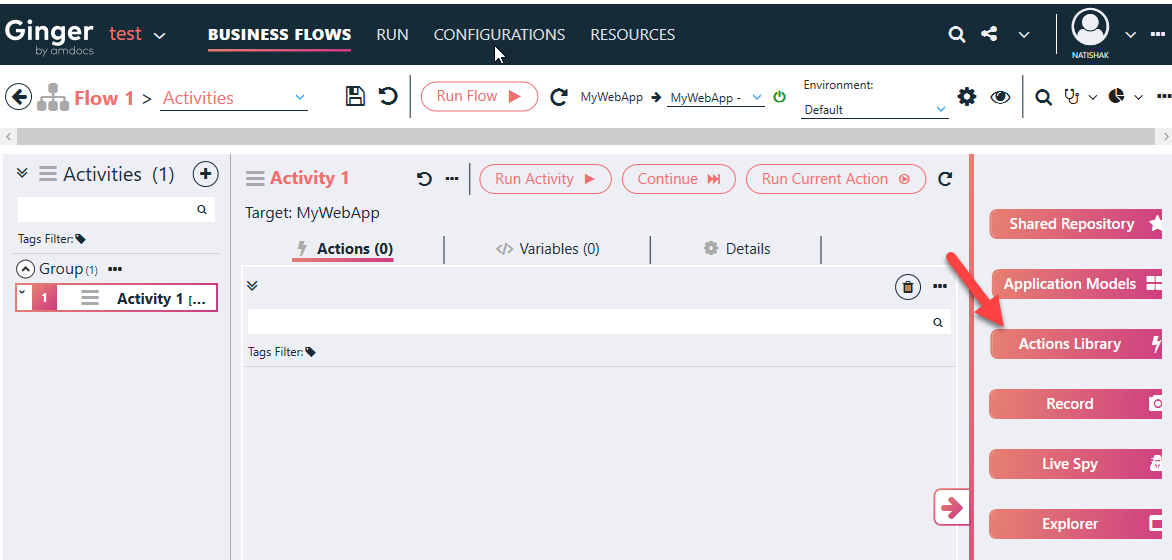 Ginger test BUSINESS FLOWS RUN CONFIGURATIONS RESOURCES
by amdocs
NATISHAK
Flow 1 > Activities Run Flow MyWebApp MyWebApp - Environment:
Default
Activities (1)
Tags Filter:
Group (1)
1 Activity 1 [...
Activity 1 Run Activity Continue Run Current Action
Target: MyWebApp
Actions (0) Variables (0) Details
Tags Filter:
Shared Repository
Application Models
Actions Library
Record
Live Spy
Explorer